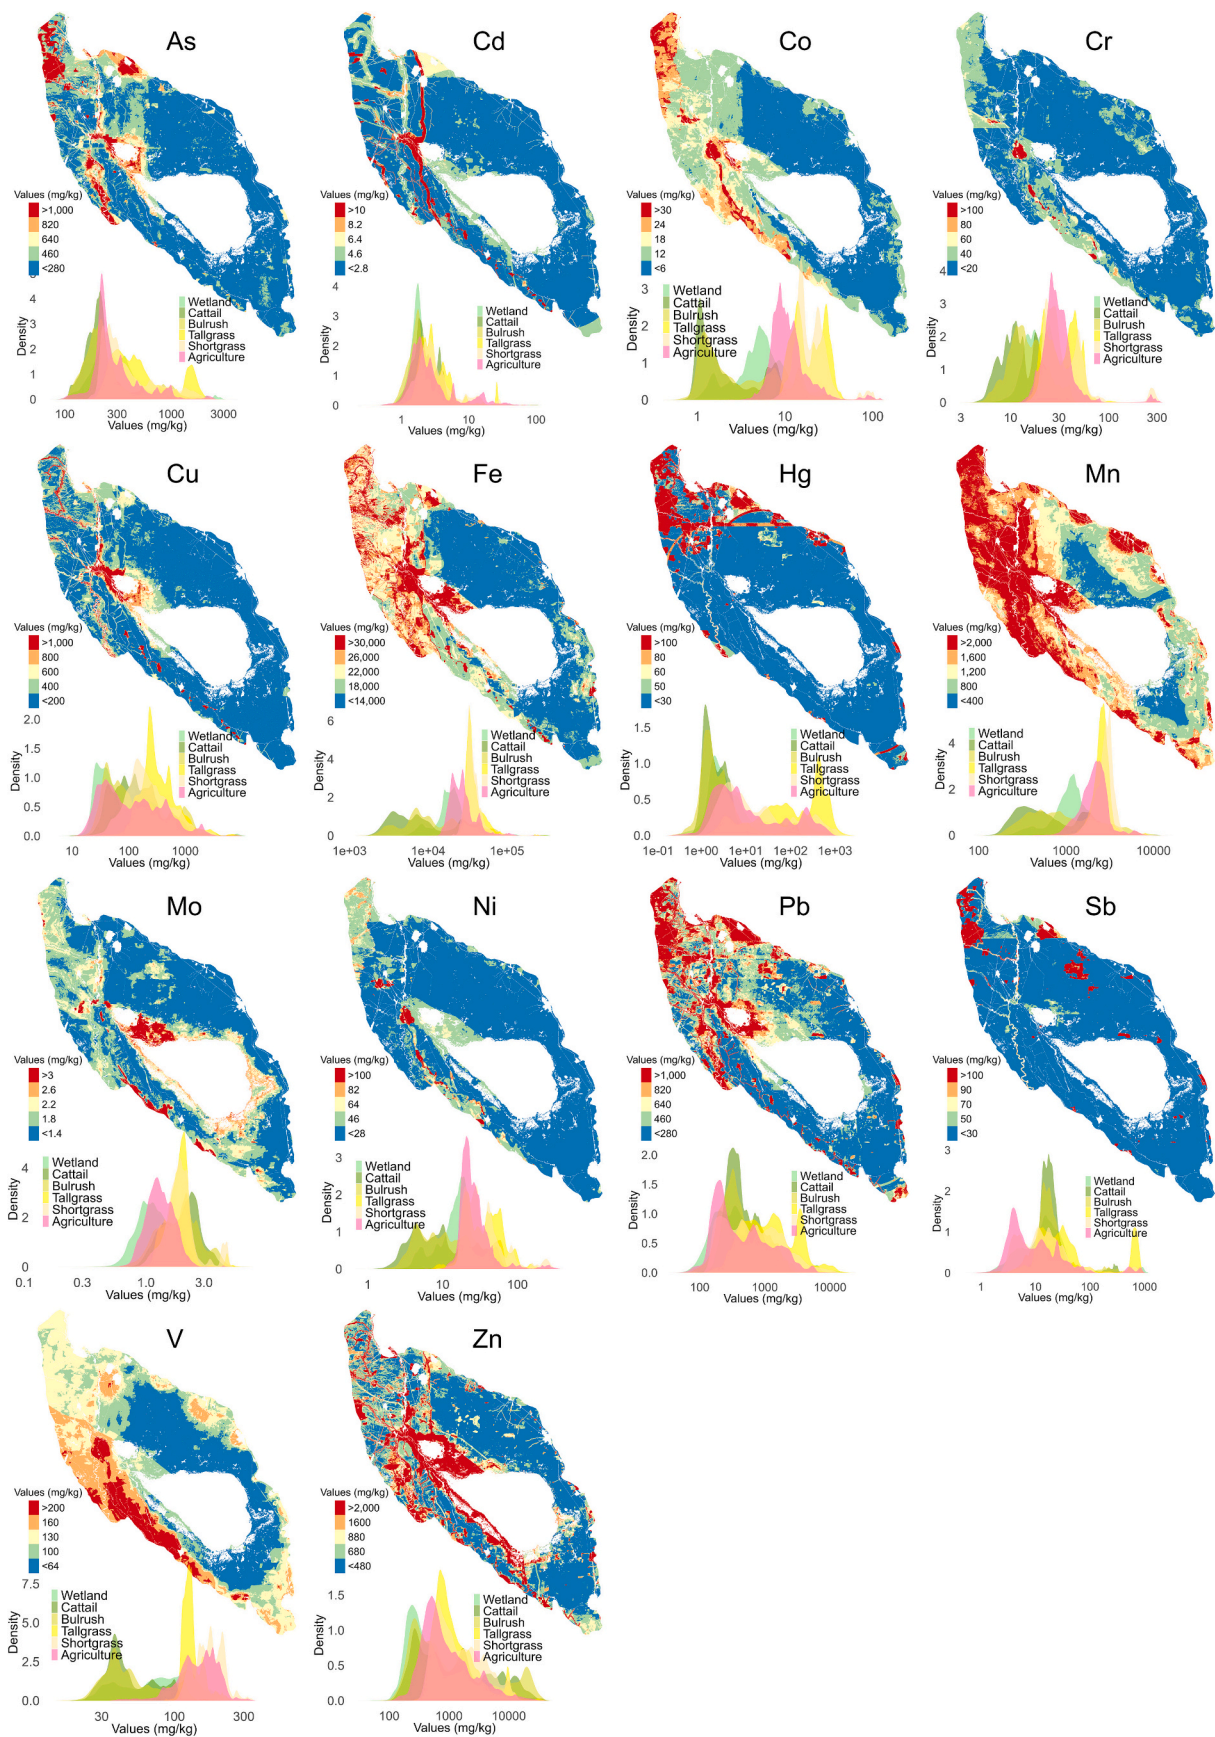 As
Values (mg/kg)
>1,000
820
640
460
<280
Density
4
3
2
1
0
Wetland
Cattail
Bulrush
Tallgrass
Shortgrass
Agriculture
100 300 1000 3000
Values (mg/kg)
Cd
Values (mg/kg)
>10
8.2
6.4
4.6
<2.8
Density
4
3
2
1
0
Wetland
Cattail
Bulrush
Tallgrass
Shortgrass
Agriculture
1 10 100
Values (mg/kg)
Co
Values (mg/kg)
>30
24
18
12
<6
Density
3
2
1
0
Wetland
Cattail
Bulrush
Tallgrass
Shortgrass
Agriculture
1 10 100
Values (mg/kg)
Cr
Values (mg/kg)
>100
80
60
40
<20
Density
4
3
2
1
0
Wetland
Cattail
Bulrush
Tallgrass
Shortgrass
Agriculture
3 10 30 100 300
Values (mg/kg)
Cu
Values (mg/kg)
>1,000
800
600
400
<200
Density
2.0
1.5
1.0
0.5
0.0
Wetland
Cattail
Bulrush
Tallgrass
Shortgrass
Agriculture
10 100 1000
Values (mg/kg)
Fe
Values (mg/kg)
>30,000
26,000
22,000
18,000
<14,000
Density
6
4
2
0
Wetland
Cattail
Bulrush
Tallgrass
Shortgrass
Agriculture
1e+03 1e+04 1e+05
Values (mg/kg)
Hg
Values (mg/kg)
>100
80
60
50
<30
Density
1.5
1.0
0.5
0.0
Wetland
Cattail
Bulrush
Tallgrass
Shortgrass
Agriculture
1e-01 1e+00 1e+01 1e+02 1e+03
Values (mg/kg)
Mn
Values (mg/kg)
>2,000
1,600
1,200
800
<400
Density
4
2
0
Wetland
Cattail
Bulrush
Tallgrass
Shortgrass
Agriculture
100 1000 10000
Values (mg/kg)
Mo
Values (mg/kg)
>3
2.6
2.2
1.8
<1.4
Density
4
2
0
Wetland
Cattail
Bulrush
Tallgrass
Shortgrass
Agriculture
0.1 0.3 1.0 3.0
Values (mg/kg)
Ni
Values (mg/kg)
>100
82
64
46
<28
Density
3
2
1
0
Wetland
Cattail
Bulrush
Tallgrass
Shortgrass
Agriculture
1 10 100
Values (mg/kg)
Pb
Values (mg/kg)
>1,000
820
640
460
<280
Density
2.0
1.5
1.0
0.5
0.0
Wetland
Cattail
Bulrush
Tallgrass
Shortgrass
Agriculture
100 1000 10000
Values (mg/kg)
Sb
Values (mg/kg)
>100
90
70
50
<30
Density
3
2
1
0
Wetland
Cattail
Bulrush
Tallgrass
Shortgrass
Agriculture
1 10 100 1000
Values (mg/kg)
V
Values (mg/kg)
>200
160
130
100
<64
Density
7.5
5.0
2.5
0.0
Wetland
Cattail
Bulrush
Tallgrass
Shortgrass
Agriculture
30 100 300
Values (mg/kg)
Zn
Values (mg/kg)
>2,000
1600
880
680
<480
Density
1.5
1.0
0.5
0.0
Wetland
Cattail
Bulrush
Tallgrass
Shortgrass
Agriculture
100 1000 10000
Values (mg/kg)